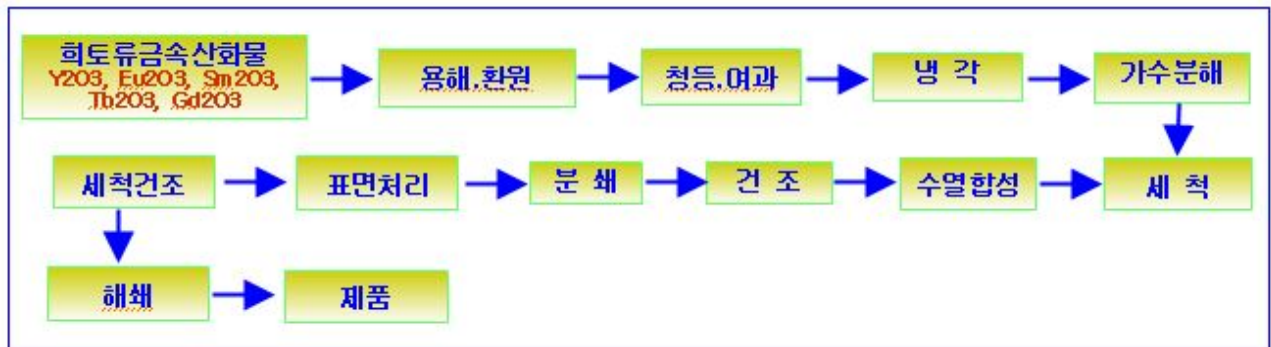 희토류금속산화물
Y2O3, Eu2O3, Sm2O3,
Tb2O3, Gd2O3
용해.환원
청등.여과
냉 각
가수분해
세척건조
표면처리
분 쇄
건 조
수열합성
세 척
해쇄
제품